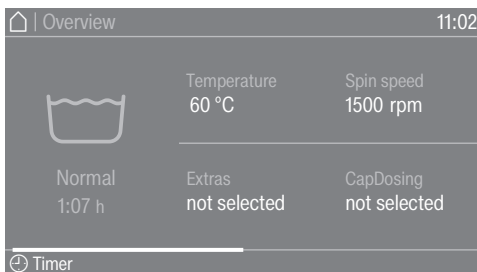 | Overview 11:02
Temperature Spin speed
60 °C 1500 rpm
Normal Extras CapDosing
1:07 h not selected not selected
Timer